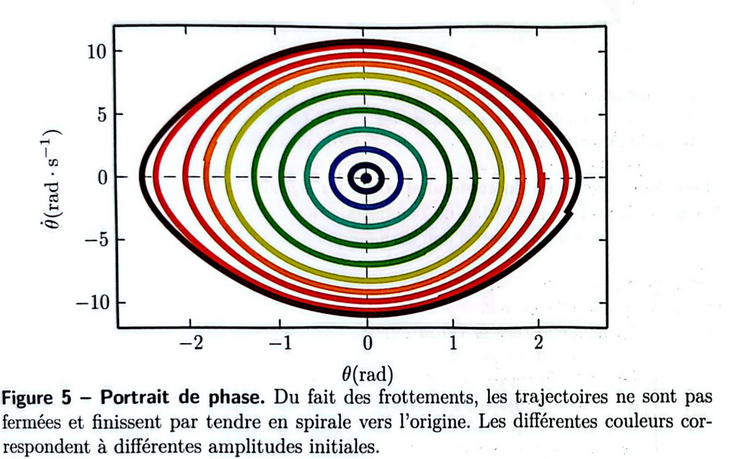 10
5
0
−5
−10
θ̇(rad · s⁻¹)
−2 −1 0 1 2
θ(rad)
Figure 5 – Portrait de phase. Du fait des frottements, les trajectoires ne sont pas
fermées et finissent par tendre en spirale vers l'origine. Les différentes couleurs cor-
respondent à différentes amplitudes initiales.